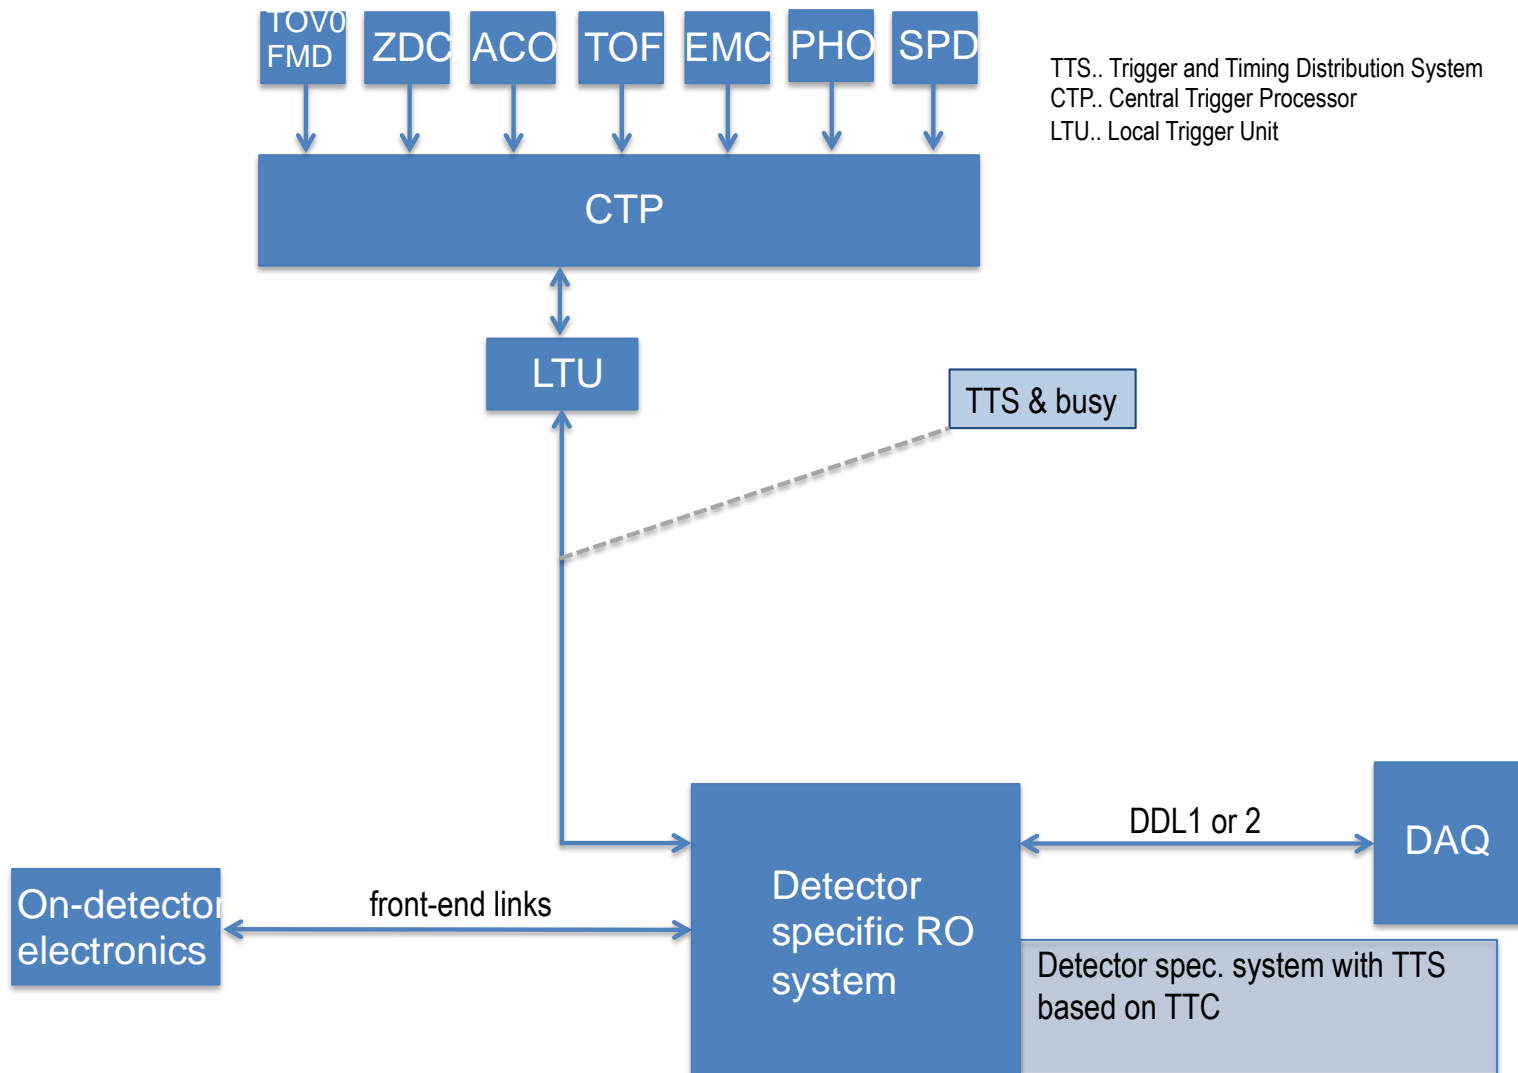 TOV0
FMD
ZDC
ACO
TOF
EMC
PHO
SPD
TTS.. Trigger and Timing Distribution System
CTP.. Central Trigger Processor
LTU.. Local Trigger Unit
CTP
LTU
TTS & busy
DDL1 or 2
DAQ
On-detector
electronics
front-end links
Detector
specific RO
system
Detector spec. system with TTS
based on TTC